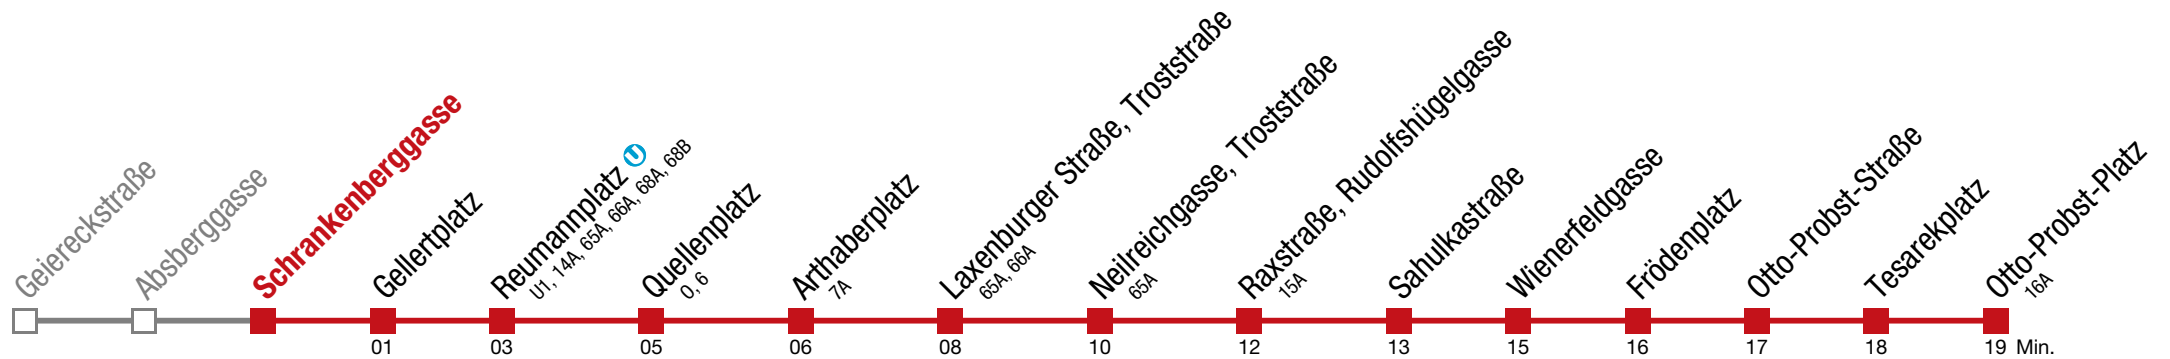 Geiereckstraße
Absberggasse
Schrankenberggasse
Gellertplatz
Reumannplatz U
U1, 14A, 65A, 66A, 68A, 68B
Quellenplatz
O, 6
Arthaberplatz
7A
Laxenburger Straße, Troststraße
65A, 66A
Neilreichgasse, Troststraße
65A
Raxstraße, Rudolfshügelgasse
15A
Sahulkastraße
Wienerfeldgasse
Frödenplatz
Otto-Probst-Straße
Tesarekplatz
Otto-Probst-Platz
16A
01 03 05 06 08 10 12 13 15 16 17 18 19 Min.